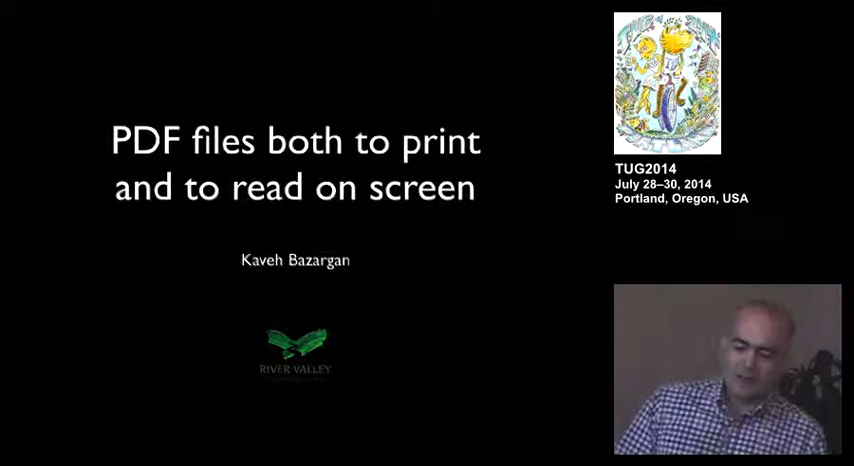 PDF files both to print
and to read on screen
Kaveh Bazargan
RIVER VALLEY
TUG2014
July 28–30, 2014
Portland, Oregon, USA